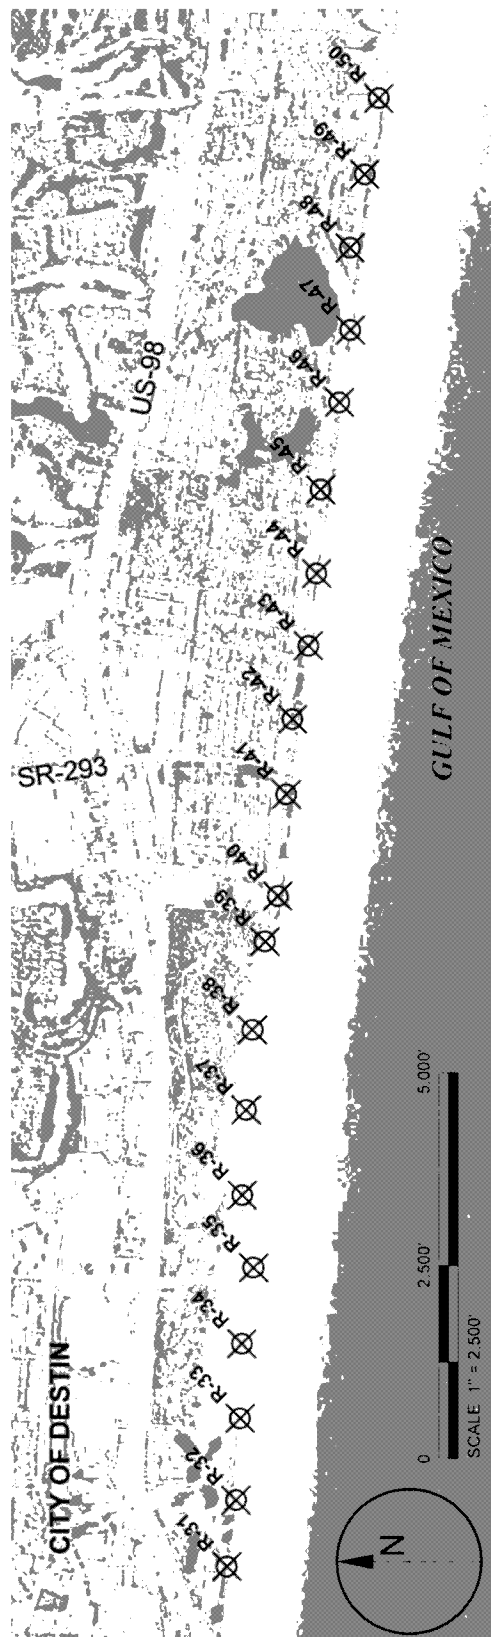 CITY OF DESTIN
SR-293
US-98
R-31
R-32
R-33
R-34
R-35
R-36
R-37
R-38
R-39
R-40
R-41
R-42
R-43
R-44
R-45
R-46
R-47
R-48
R-49
R-50
GULF OF MEXICO
N
0 2.500' 5.000'
SCALE 1" = 2.500'